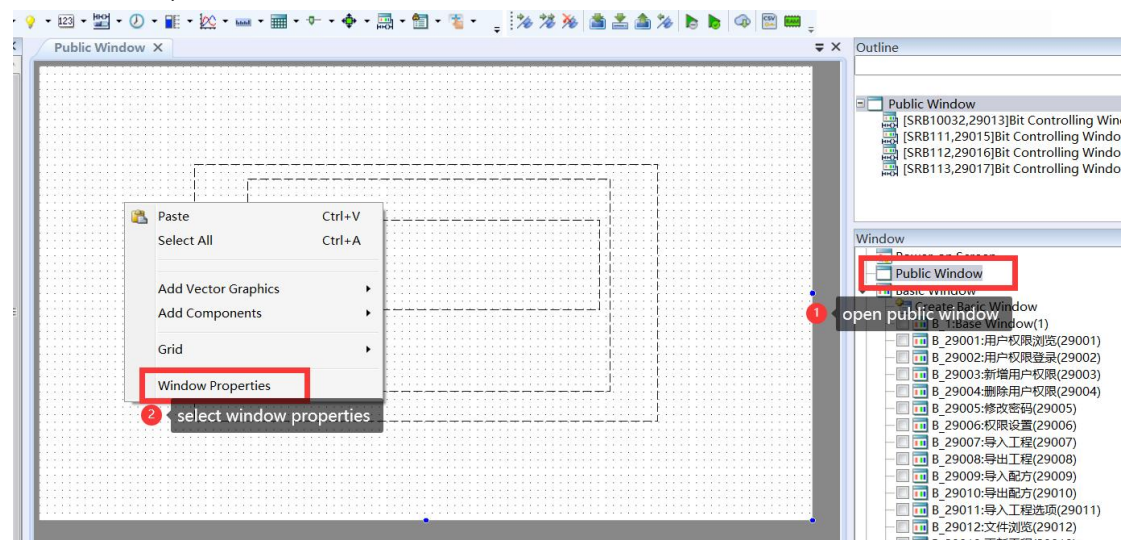 123
Public Window X
Paste Ctrl+V
Select All Ctrl+A
Add Vector Graphics
Add Components
Grid
Window Properties
2 select window properties
Outline
Public Window
[SRB10032,29013]Bit Controlling Win
[SRB111,29015]Bit Controlling Windo
[SRB112,29016]Bit Controlling Windo
[SRB113,29017]Bit Controlling Windo
Window
Power-on Screen
Public Window
Basic Window
Create Basic Window
1 open public window
B_1:Base Window(1)
B_29001:用户权限浏览(29001)
B_29002:用户权限登录(29002)
B_29003:新增用户权限(29003)
B_29004:删除用户权限(29004)
B_29005:修改密码(29005)
B_29006:权限设置(29006)
B_29007:导入工程(29007)
B_29008:导出工程(29008)
B_29009:导入配方(29009)
B_29010:导出配方(29010)
B_29011:导入工程选项(29011)
B_29012:文件浏览(29012)